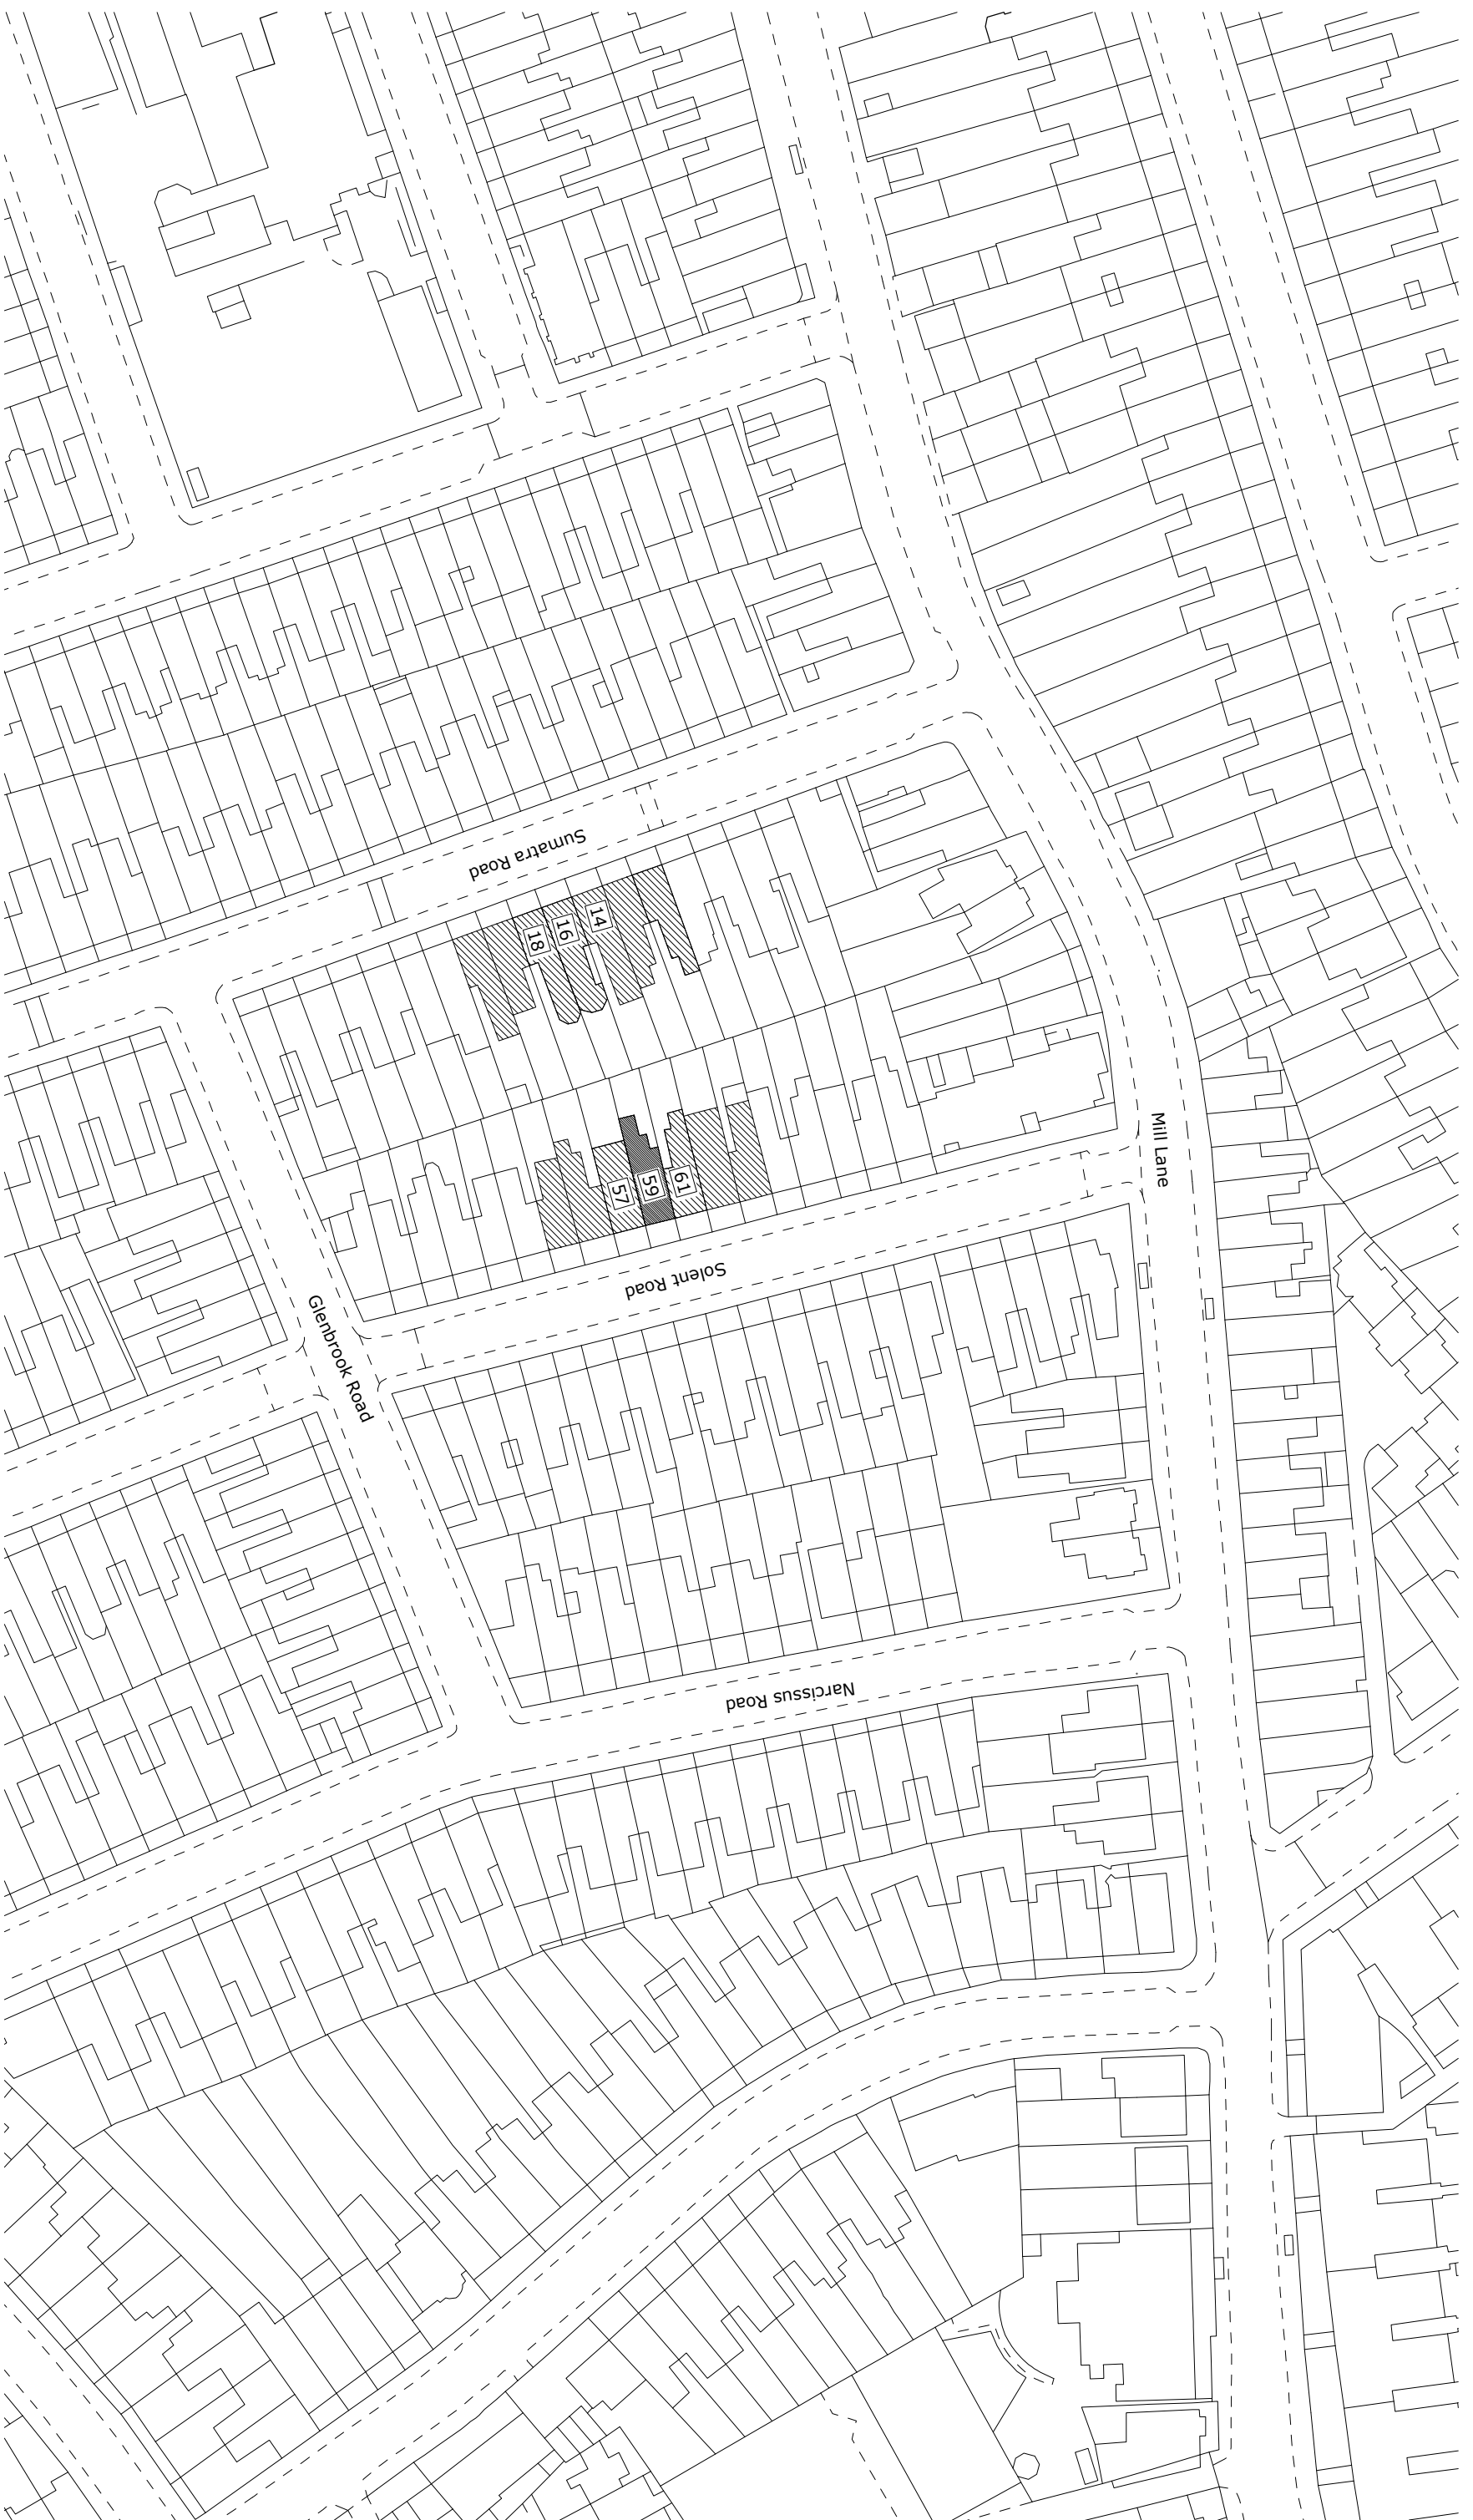 Sumatra Road
18
16
14
Mill Lane
57
59
61
Solent Road
Glenbrook Road
Narcissus Road